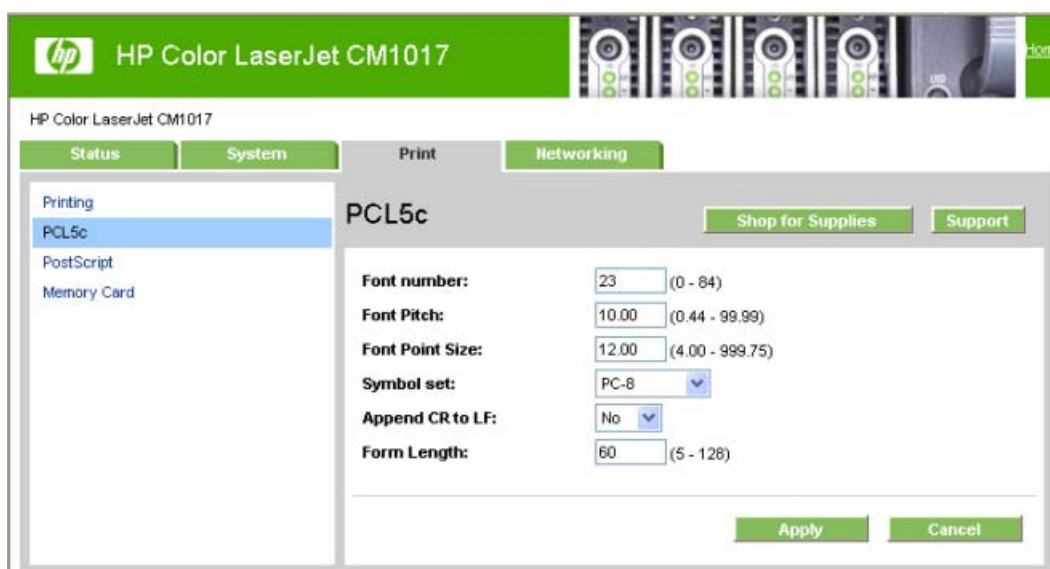 hp HP Color LaserJet CM1017
HP Color LaserJet CM1017
Status System Print Networking
Printing
PCL5c
PostScript
Memory Card
PCL5c
Shop for Supplies Support
Font number: 23 (0 - 84)
Font Pitch: 10.00 (0.44 - 99.99)
Font Point Size: 12.00 (4.00 - 999.75)
Symbol set: PC-8
Append CR to LF: No
Form Length: 60 (5 - 128)
Apply Cancel